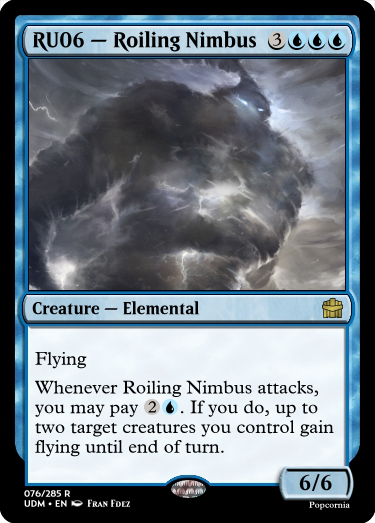 RU06 — Roiling Nimbus 3
Creature — Elemental
Flying
Whenever Roiling Nimbus attacks,
you may pay 2 . If you do, up to
two target creatures you control gain
flying until end of turn.
6/6
076/285 R
UDM • EN Fran Fdez
Popcornia